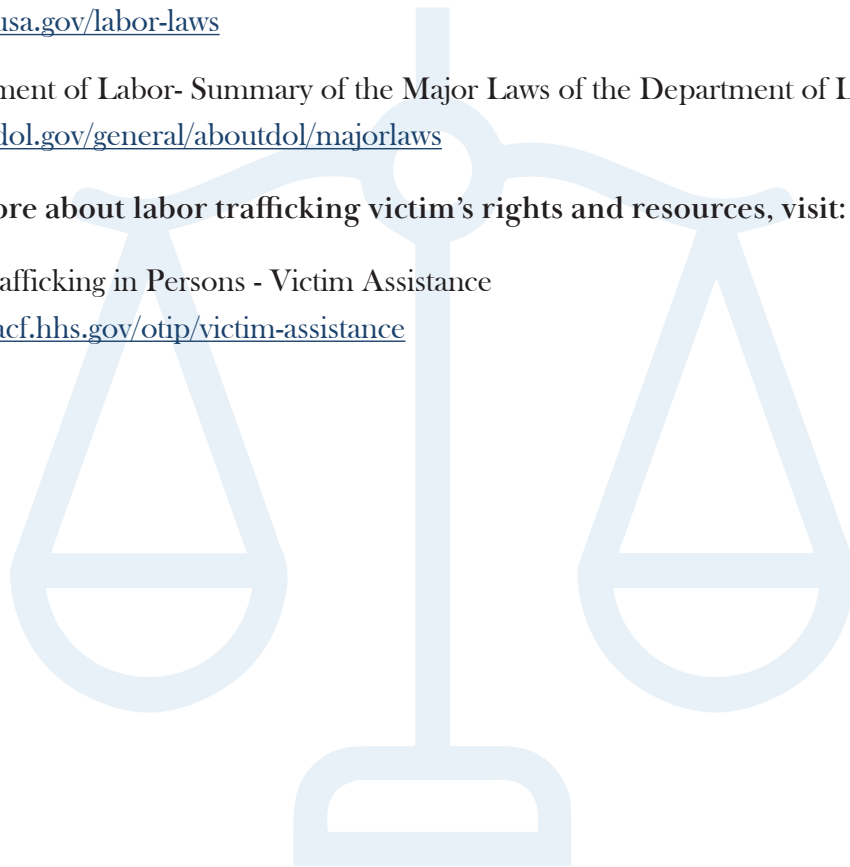 usa.gov/labor-laws
ment of Labor- Summary of the Major Laws of the Department of L
dol.gov/general/aboutdol/majorlaws
ore about labor trafficking victim’s rights and resources, visit:
afficking in Persons - Victim Assistance
acf.hhs.gov/otip/victim-assistance